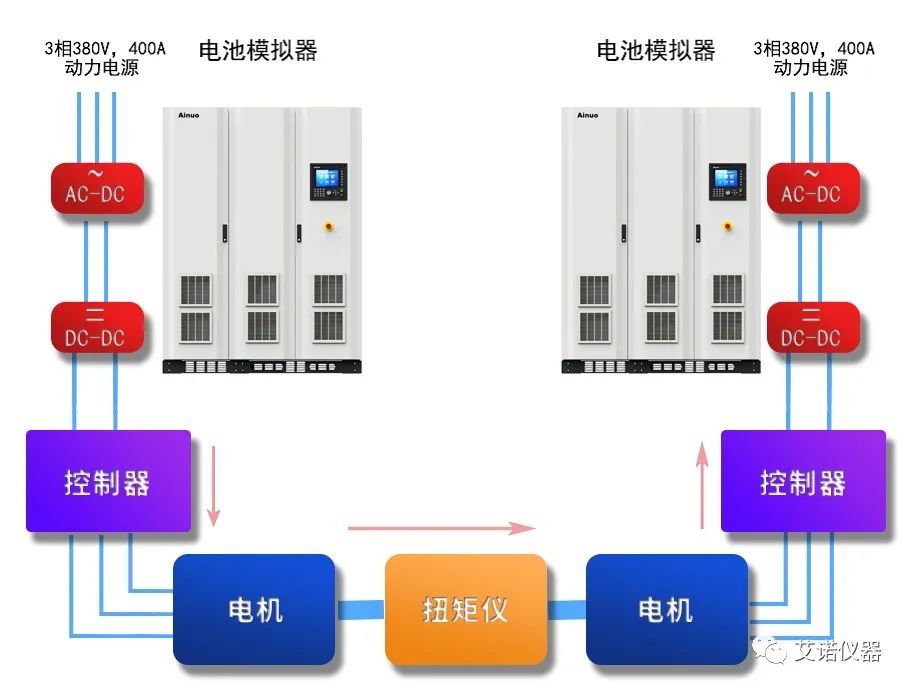 3相380V，400A
动力电源
电池模拟器
电池模拟器
3相380V，400A
动力电源
Ainuo
Ainuo
~
AC-DC
~
AC-DC
=
DC-DC
=
DC-DC
控制器
控制器
电机
扭矩仪
电机
艾诺仪器